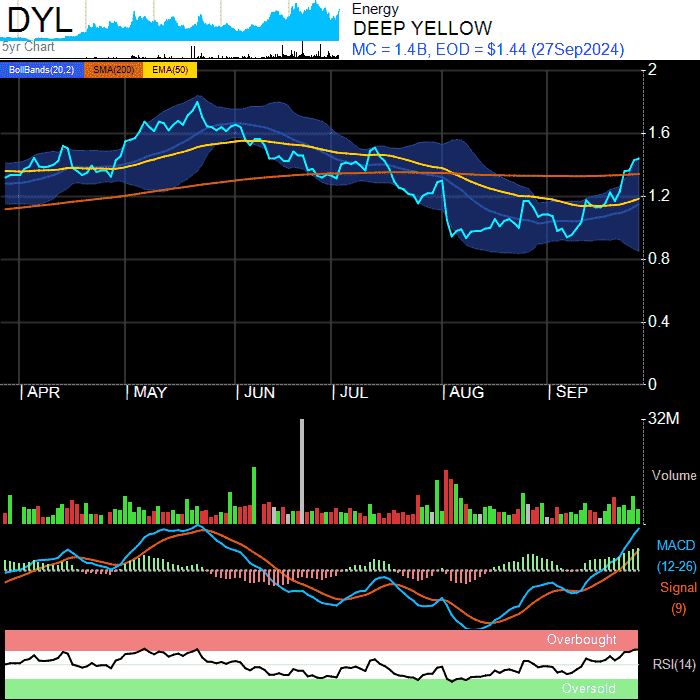 DYL
5yr Chart
Energy
DEEP YELLOW
MC = 1.4B, EOD = $1.44 (27Sep2024)
BollBands(20,2) SMA(200) EMA(50)
2
1.6
1.2
0.8
0.4
0
APR MAY JUN JUL AUG SEP
32M
Volume
MACD
(12-26)
Signal
(9)
Overbought
RSI(14)
Oversold